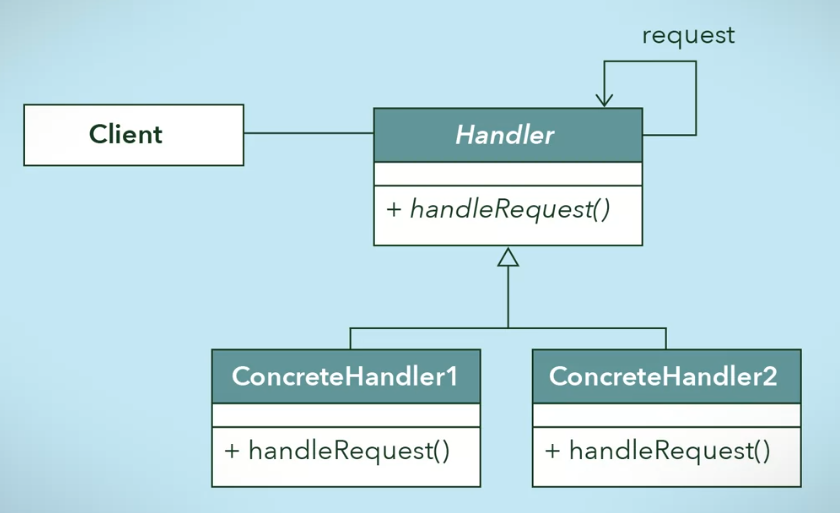 request
Client
Handler
+ handleRequest()
ConcreteHandler1
ConcreteHandler2
+ handleRequest()
+ handleRequest()